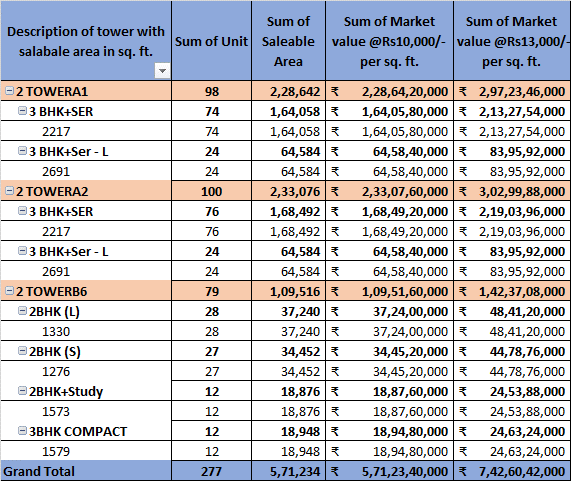 Description of tower with salabale area in sq. ft. Sum of Unit Sum of Saleable Area Sum of Market value @Rs10,000/- per sq. ft. Sum of Market value @Rs13,000/- per sq. ft.
2 TOWERA1 98 2,28,642 ₹ 2,28,64,20,000 ₹ 2,97,23,46,000
3 BHK+SER 74 1,64,058 ₹ 1,64,05,80,000 ₹ 2,13,27,54,000
2217 74 1,64,058 ₹ 1,64,05,80,000 ₹ 2,13,27,54,000
3 BHK+Ser - L 24 64,584 ₹ 64,58,40,000 ₹ 83,95,92,000
2691 24 64,584 ₹ 64,58,40,000 ₹ 83,95,92,000
2 TOWERA2 100 2,33,076 ₹ 2,33,07,60,000 ₹ 3,02,99,88,000
3 BHK+SER 76 1,68,492 ₹ 1,68,49,20,000 ₹ 2,19,03,96,000
2217 76 1,68,492 ₹ 1,68,49,20,000 ₹ 2,19,03,96,000
3 BHK+Ser - L 24 64,584 ₹ 64,58,40,000 ₹ 83,95,92,000
2691 24 64,584 ₹ 64,58,40,000 ₹ 83,95,92,000
2 TOWERB6 79 1,09,516 ₹ 1,09,51,60,000 ₹ 1,42,37,08,000
2BHK (L) 28 37,240 ₹ 37,24,00,000 ₹ 48,41,20,000
1330 28 37,240 ₹ 37,24,00,000 ₹ 48,41,20,000
2BHK (S) 27 34,452 ₹ 34,45,20,000 ₹ 44,78,76,000
1276 27 34,452 ₹ 34,45,20,000 ₹ 44,78,76,000
2BHK+Study 12 18,876 ₹ 18,87,60,000 ₹ 24,53,88,000
1573 12 18,876 ₹ 18,87,60,000 ₹ 24,53,88,000
3BHK COMPACT 12 18,948 ₹ 18,94,80,000 ₹ 24,63,24,000
1579 12 18,948 ₹ 18,94,80,000 ₹ 24,63,24,000
Grand Total 277 5,71,234 ₹ 5,71,23,40,000 ₹ 7,42,60,42,000